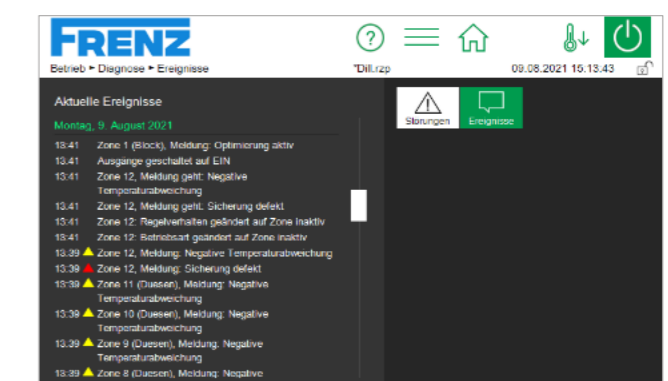 FRENZ
Betrieb ► Diagnose ► Ereignisse
*Dill.rzp
09.08.2021 15:13:43
Aktuelle Ereignisse
Störungen
Ereignisse
Montag, 9. August 2021
13:41 Zone 1 (Block), Meldung: Optimierung aktiv
13:41 Ausgänge geschaltet auf EIN
13:41 Zone 12, Meldung geht: Negative
Temperaturabweichung
13:41 Zone 12, Meldung geht: Sicherung defekt
13:41 Zone 12: Regelverhalten geändert auf Zone inaktiv
13:41 Zone 12: Betriebsart geändert auf Zone inaktiv
13:39 Zone 12, Meldung: Negative Temperaturabweichung
13:39 Zone 12, Meldung: Sicherung defekt
13:39 Zone 11 (Duesen), Meldung: Negative
Temperaturabweichung
13:39 Zone 10 (Duesen), Meldung: Negative
Temperaturabweichung
13:39 Zone 9 (Duesen), Meldung: Negative
Temperaturabweichung
13:39 Zone 8 (Duesen), Meldung: Negative